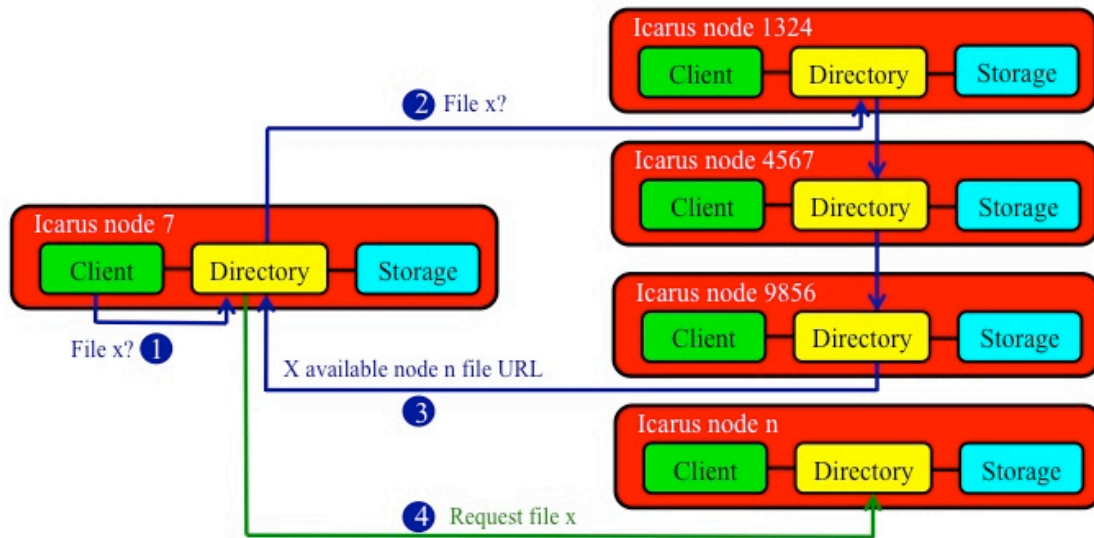 Icarus node 1324
Client Directory Storage
2 File x?
Icarus node 4567
Client Directory Storage
Icarus node 7
Client Directory Storage
File x? 1
Icarus node 9856
Client Directory Storage
X available node n file URL
3
Icarus node n
Client Directory Storage
4 Request file x